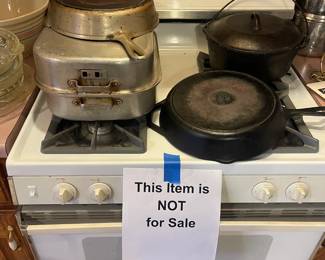 This Item is
NOT
for Sale